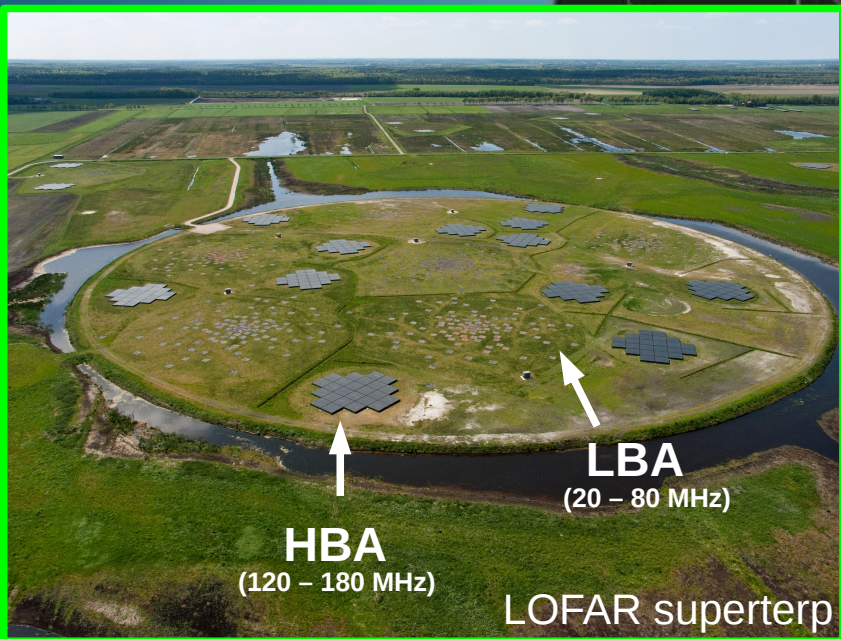 LBA
(20 – 80 MHz)
HBA
(120 – 180 MHz)
LOFAR superterp